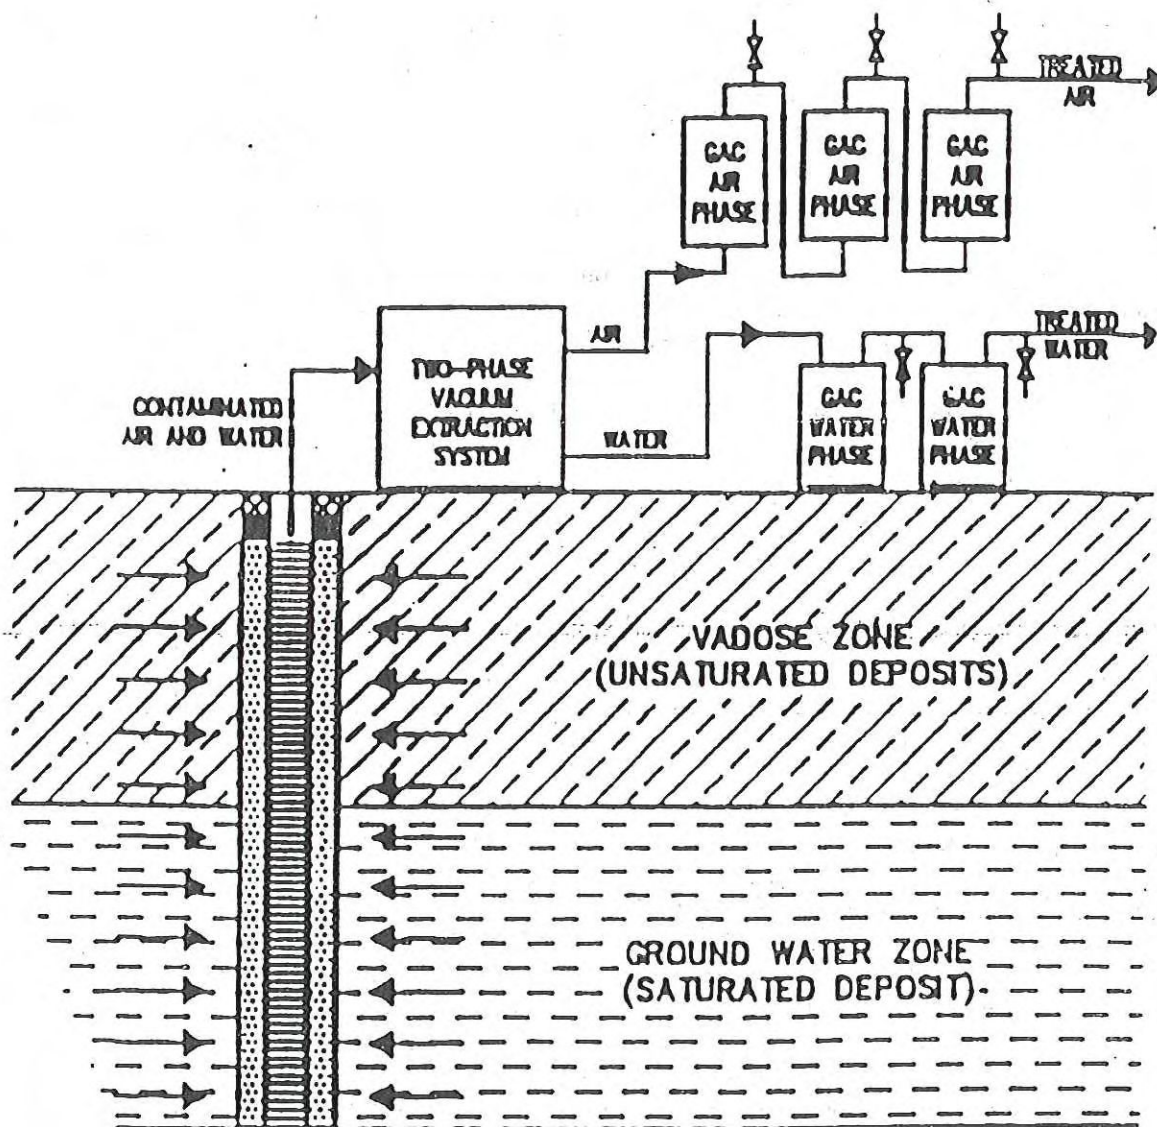 TREATED
AIR
GAC
AIR
PHASE
GAC
AIR
PHASE
GAC
AIR
PHASE
AIR
TREATED
WATER
TWO-PHASE
VACUUM
EXTRACTION
SYSTEM
CONTAMINATED
AIR AND WATER
WATER
GAC
WATER
PHASE
GAC
WATER
PHASE
VADOSE ZONE
(UNSATURATED DEPOSITS)
GROUND WATER ZONE
(SATURATED DEPOSIT)